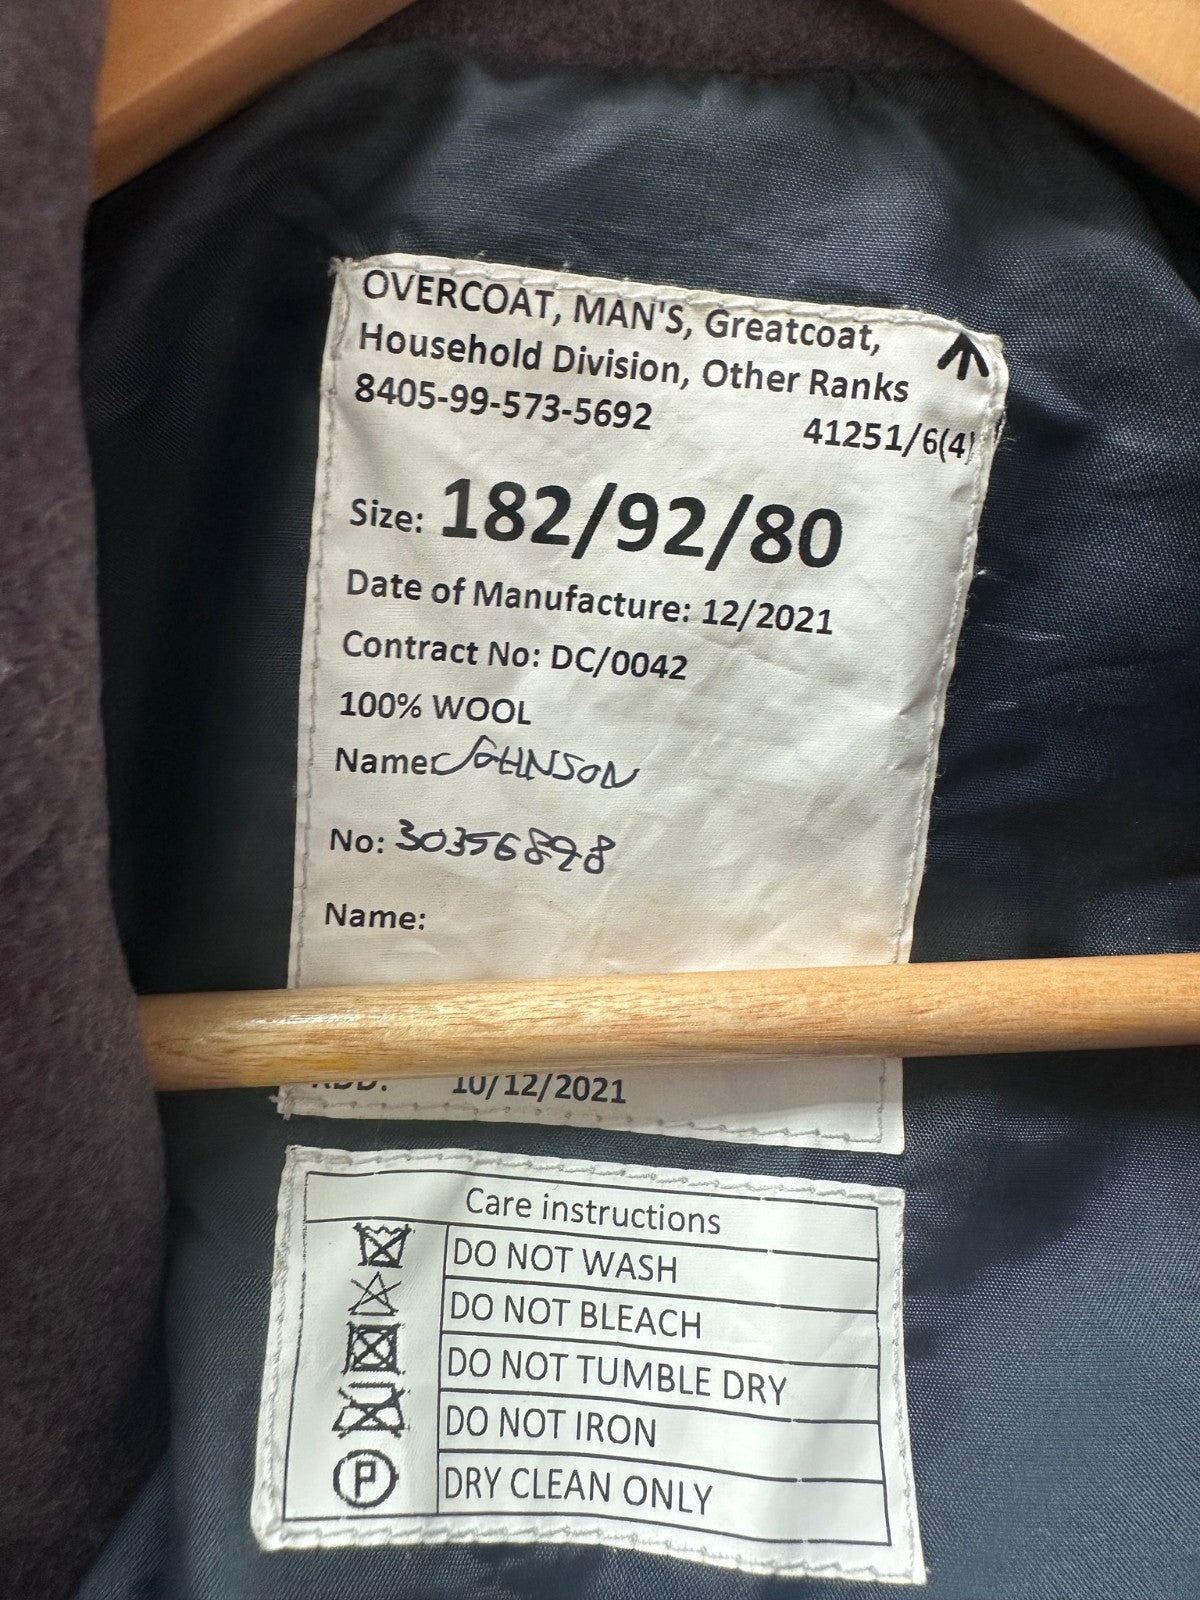 OVERCOAT, MAN'S, Greatcoat,
Household Division, Other Ranks
8405-99-573-5692 41251/6(4)
Size: 182/92/80
Date of Manufacture: 12/2021
Contract No: DC/0042
100% WOOL
Name: JOHNSON
No: 30356898
Name:
10/12/2021
Care instructions
DO NOT WASH
DO NOT BLEACH
DO NOT TUMBLE DRY
DO NOT IRON
P DRY CLEAN ONLY